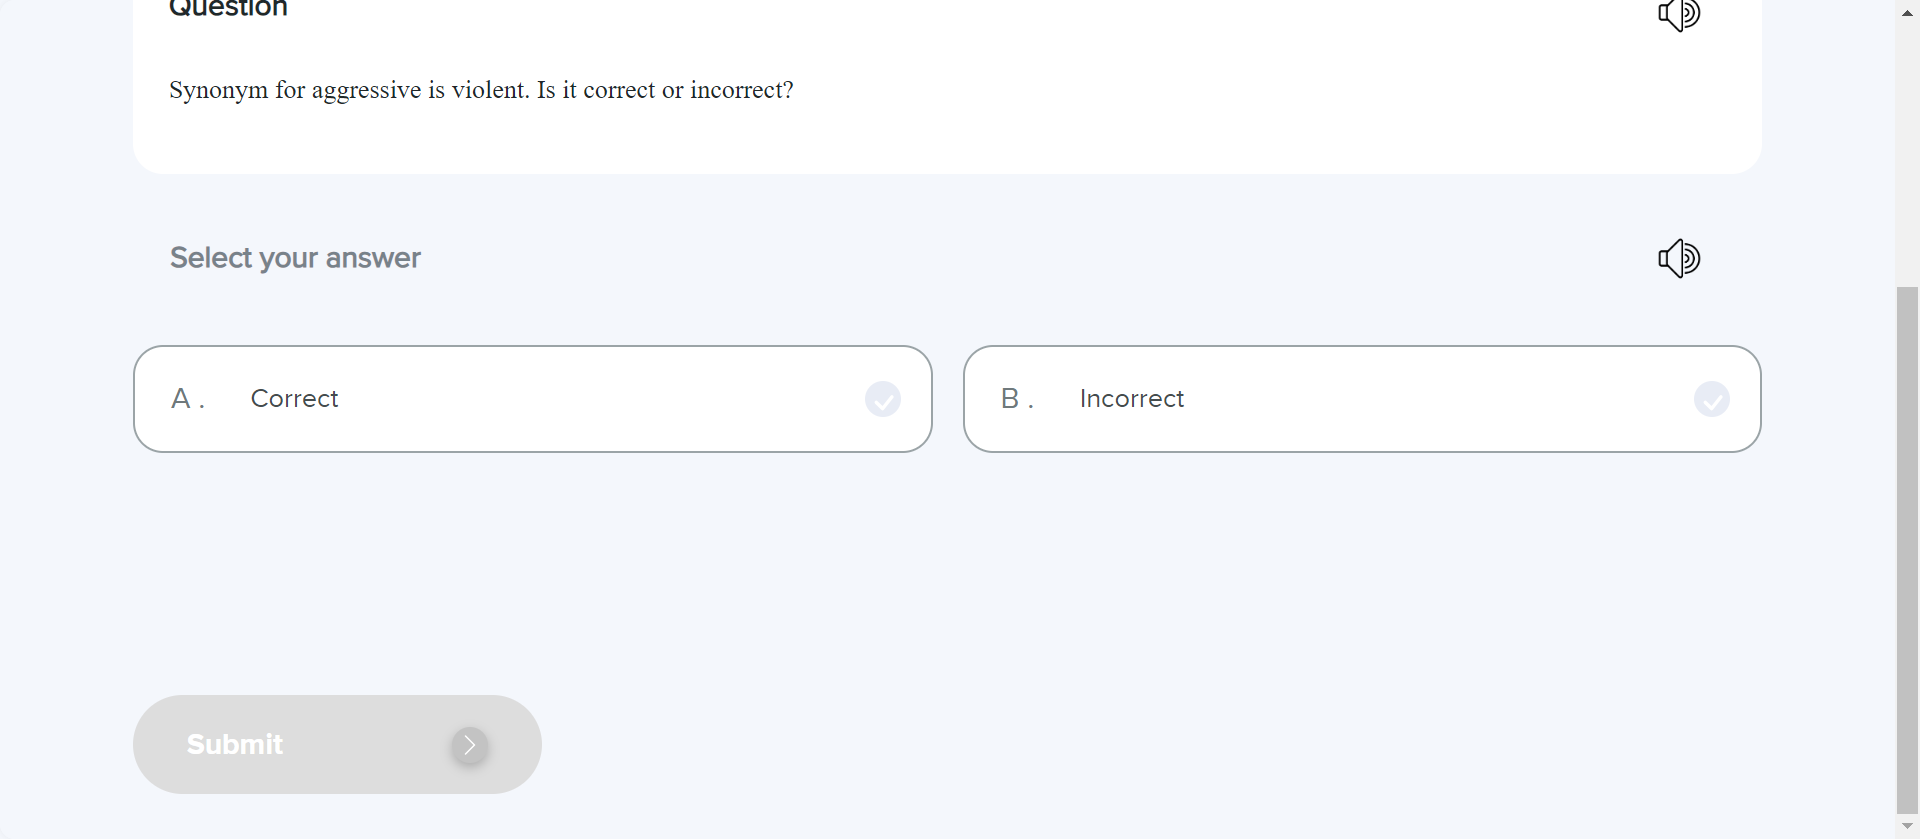 Question
Synonym for aggressive is violent. Is it correct or incorrect?
Select your answer
A . Correct
B . Incorrect
Submit